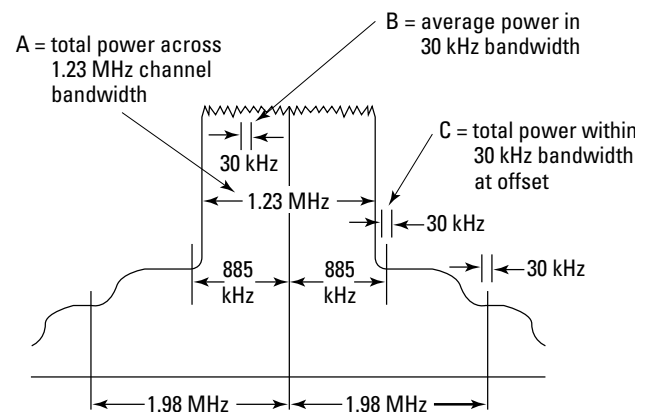 B = average power in
30 kHz bandwidth
A = total power across
1.23 MHz channel
bandwidth
C = total power within
30 kHz bandwidth
at offset
30 kHz
1.23 MHz
30 kHz
885
kHz
885
kHz
30 kHz
1.98 MHz
1.98 MHz